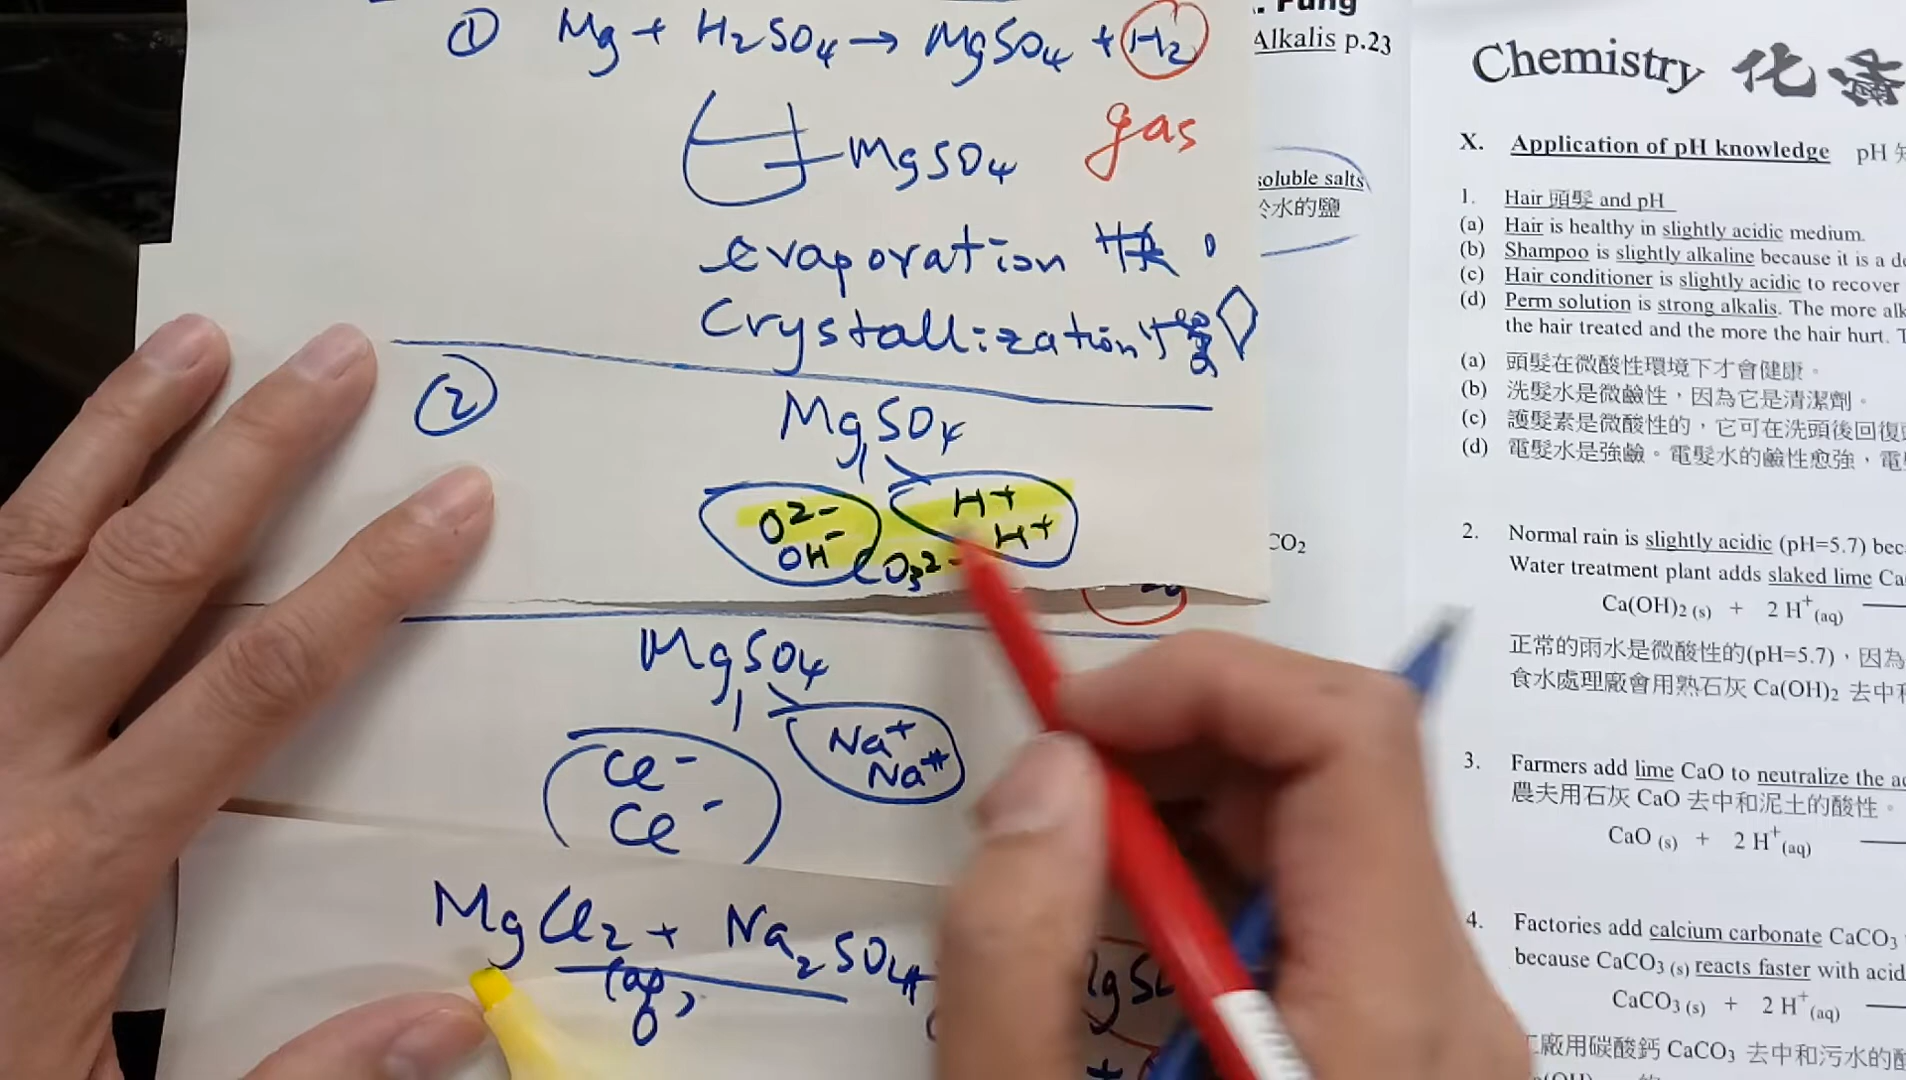 ① Mg + H2SO4 → MgSO4 + H2
gas
MgSO4
evaporation
Crystallization
②
MgSO4
O2- H+
OH- H+
CO32-
MgSO4
Na+
Na+
Cl-
Cl-
MgCl2 + Na2SO4
(aq)
Fung
Alkalis p.23
soluble salts
於水的鹽
CO2
Chemistry 化
X. Application of pH knowledge pH
1. Hair 頭髮 and pH
(a) Hair is healthy in slightly acidic medium.
(b) Shampoo is slightly alkaline because it is a
(c) Hair conditioner is slightly acidic to recover
(d) Perm solution is strong alkalis. The more
the hair treated and the more the hair hurt.
(a) 頭髮在微酸性環境下才會健康。
(b) 洗髮水是微鹼性,因為它是清潔劑。
(c) 護髮素是微酸性的,它可在洗頭後回復
(d) 電髮水是強鹼。電髮水的鹼性愈強,電
2. Normal rain is slightly acidic (pH=5.7)
Water treatment plant adds slaked lime
Ca(OH)2 (s) + 2 H+(aq)
正常的雨水是微酸性的(pH=5.7),因為
食水處理廠會用熟石灰 Ca(OH)2 去中和
3. Farmers add lime CaO to neutralize the
農夫用石灰 CaO 去中和泥土的酸性。
CaO (s) + 2 H+(aq)
4. Factories add calcium carbonate CaCO3
because CaCO3 (s) reacts faster with acid
CaCO3 (s) + 2 H+(aq)
工廠用碳酸鈣 CaCO3 去中和污水的酸